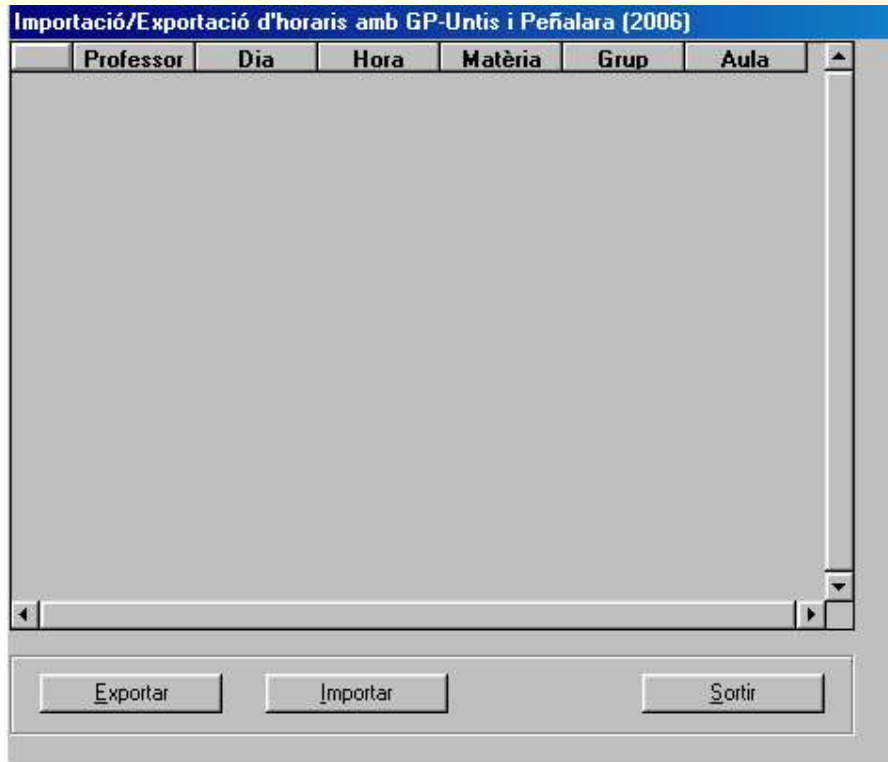 Importació/Exportació d'horaris amb GP-Untis i Peñalara (2006)
Professor Dia Hora Matèria Grup Aula
Exportar Importar Sortir